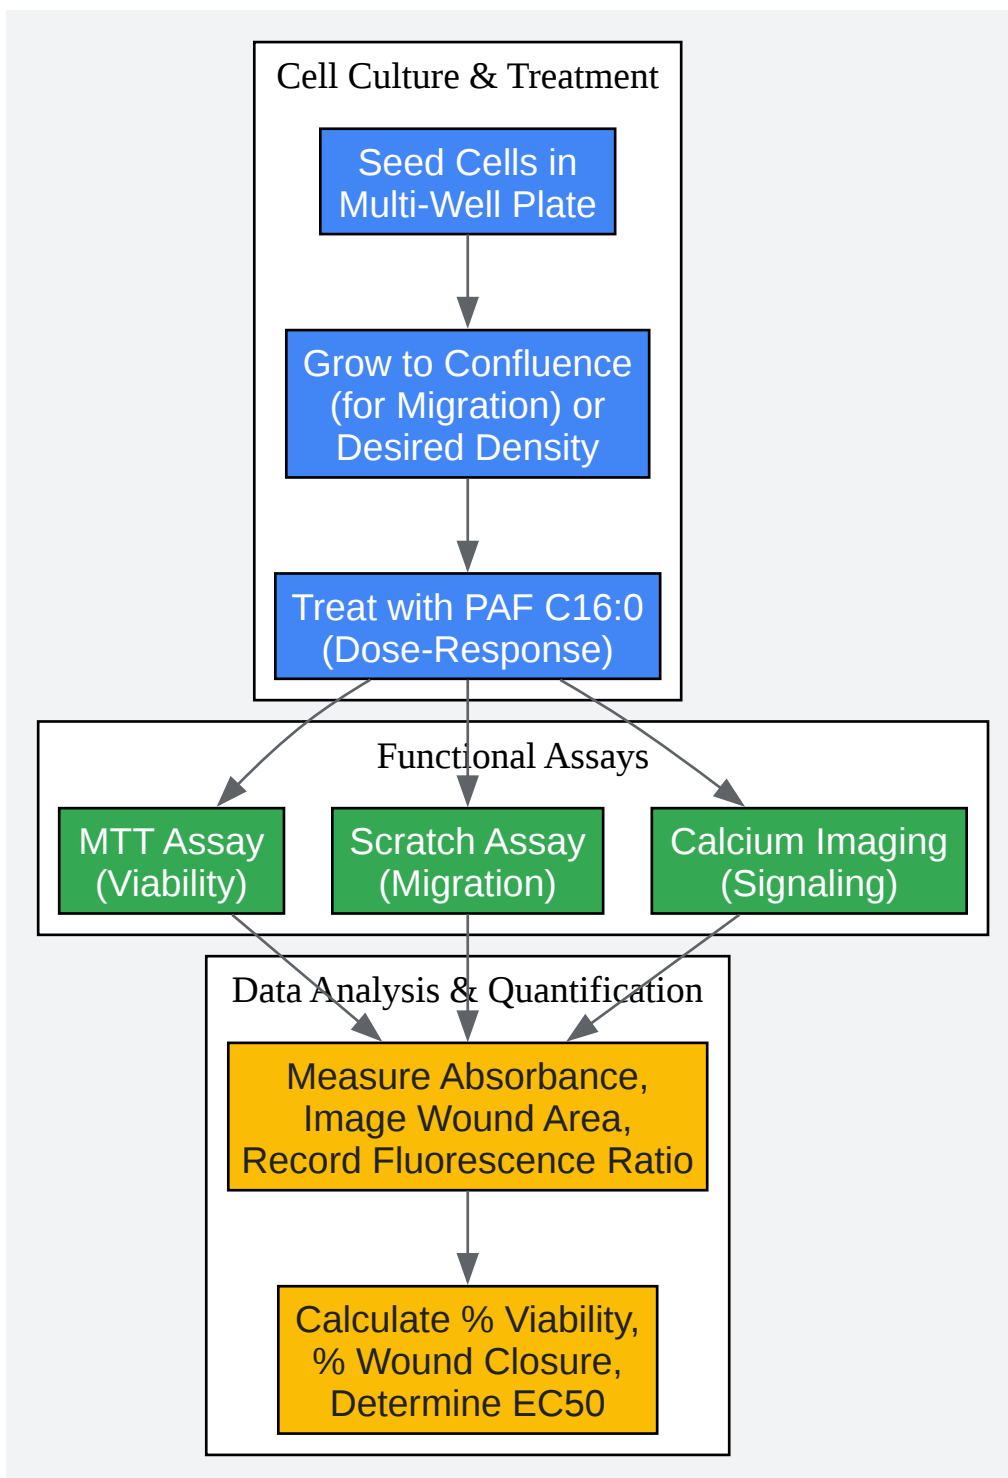 Cell Culture & Treatment
Seed Cells in
Multi-Well Plate
Grow to Confluence
(for Migration) or
Desired Density
Treat with PAF C16:0
(Dose-Response)
Functional Assays
MTT Assay
(Viability)
Scratch Assay
(Migration)
Calcium Imaging
(Signaling)
Data Analysis & Quantification
Measure Absorbance,
Image Wound Area,
Record Fluorescence Ratio
Calculate % Viability,
% Wound Closure,
Determine EC50